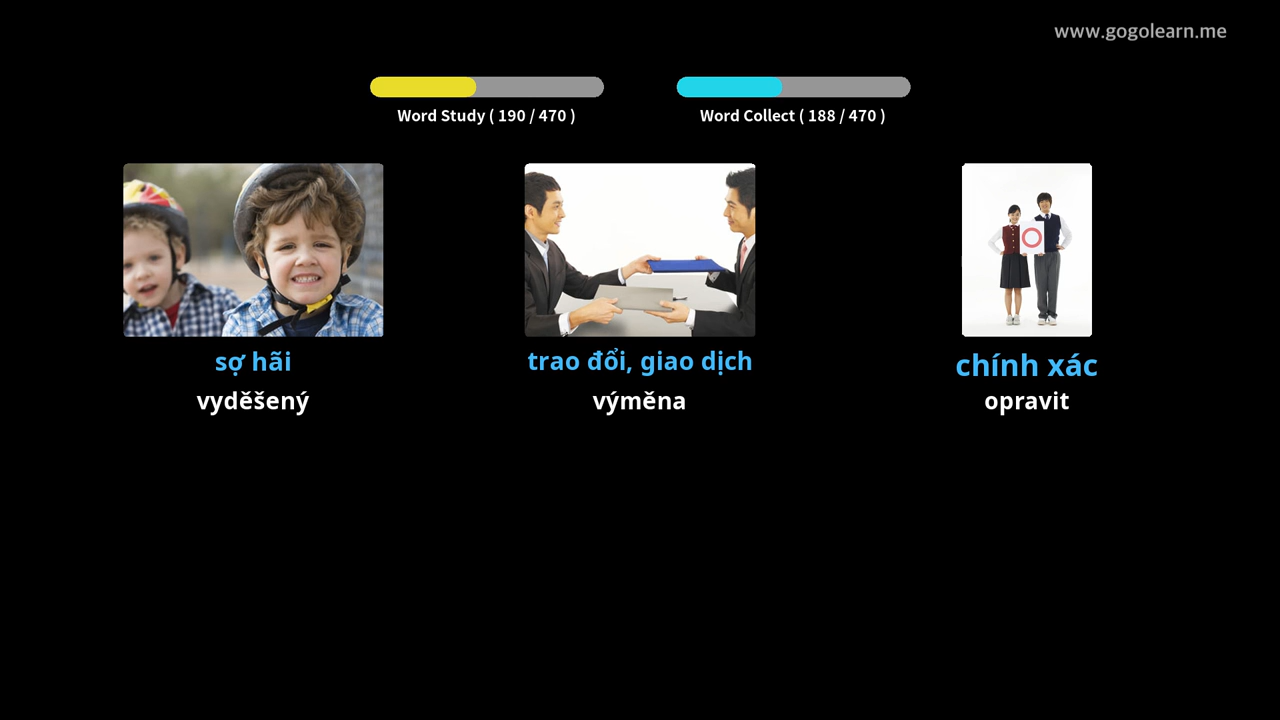 www.gogolearn.me
Word Study ( 190 / 470 )
Word Collect ( 188 / 470 )
sợ hãi
vyděšený
trao đổi, giao dịch
výměna
chính xác
opravit